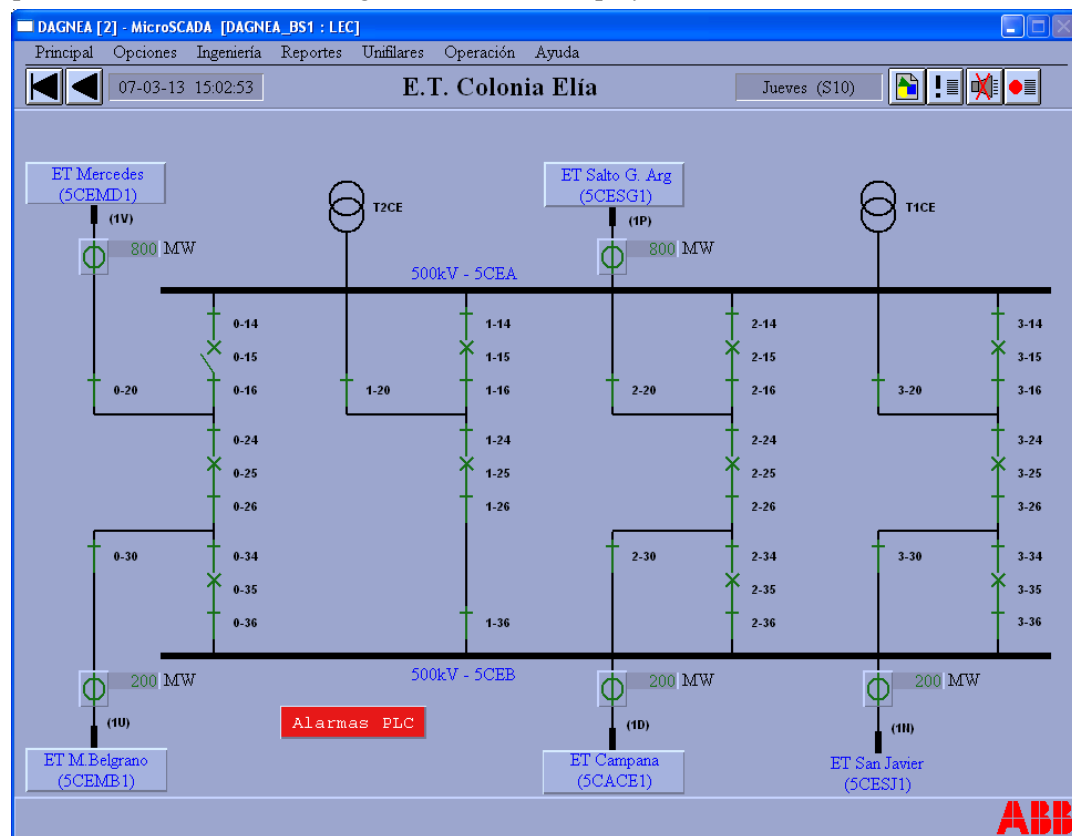 DAGNEA [2] - MicroSCADA [DAGNEA_BS1 : LEC]
Principal Opciones Ingeniería Reportes Unifilares Operación Ayuda
07-03-13 15:02:53
E.T. Colonia Elía
Jueves (S10)
ET Mercedes
(5CEMD1)
(1V)
800 MW
T2CE
ET Salto G. Arg
(5CESG1)
(1P)
800 MW
T1CE
500kV - 5CEA
0-14 1-14 2-14 3-14
0-15 1-15 2-15 3-15
0-20 0-16 1-20 1-16 2-20 2-16 3-20 3-16
0-24 1-24 2-24 3-24
0-25 1-25 2-25 3-25
0-26 1-26 2-26 3-26
0-30 0-34 2-30 2-34 3-30 3-34
0-35 2-35 3-35
0-36 1-36 2-36 3-36
500kV - 5CEB
200 MW
200 MW
200 MW
Alarmas PLC
(1U)
(1D)
(1N)
ET M.Belgrano
(5CEMB1)
ET Campana
(5CACE1)
ET San Javier
(5CESJ1)
ABB